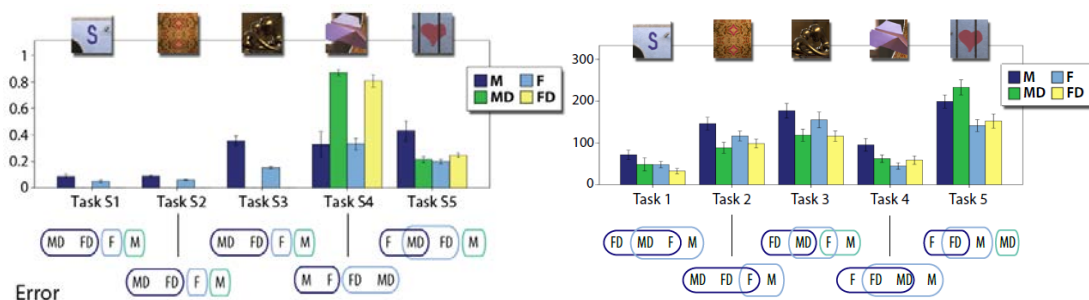 S
1
0.8
0.6
0.4
0.2
0
M F
MD FD
Task S1 Task S2 Task S3 Task S4 Task S5
MD FD F M
MD FD F M
MD FD F M
M F FD MD
F MD FD M
Error
S
300
200
100
0
M F
MD FD
Task 1 Task 2 Task 3 Task 4 Task 5
FD MD F M
MD FD F M
FD MD F M
F FD MD M
F FD M MD